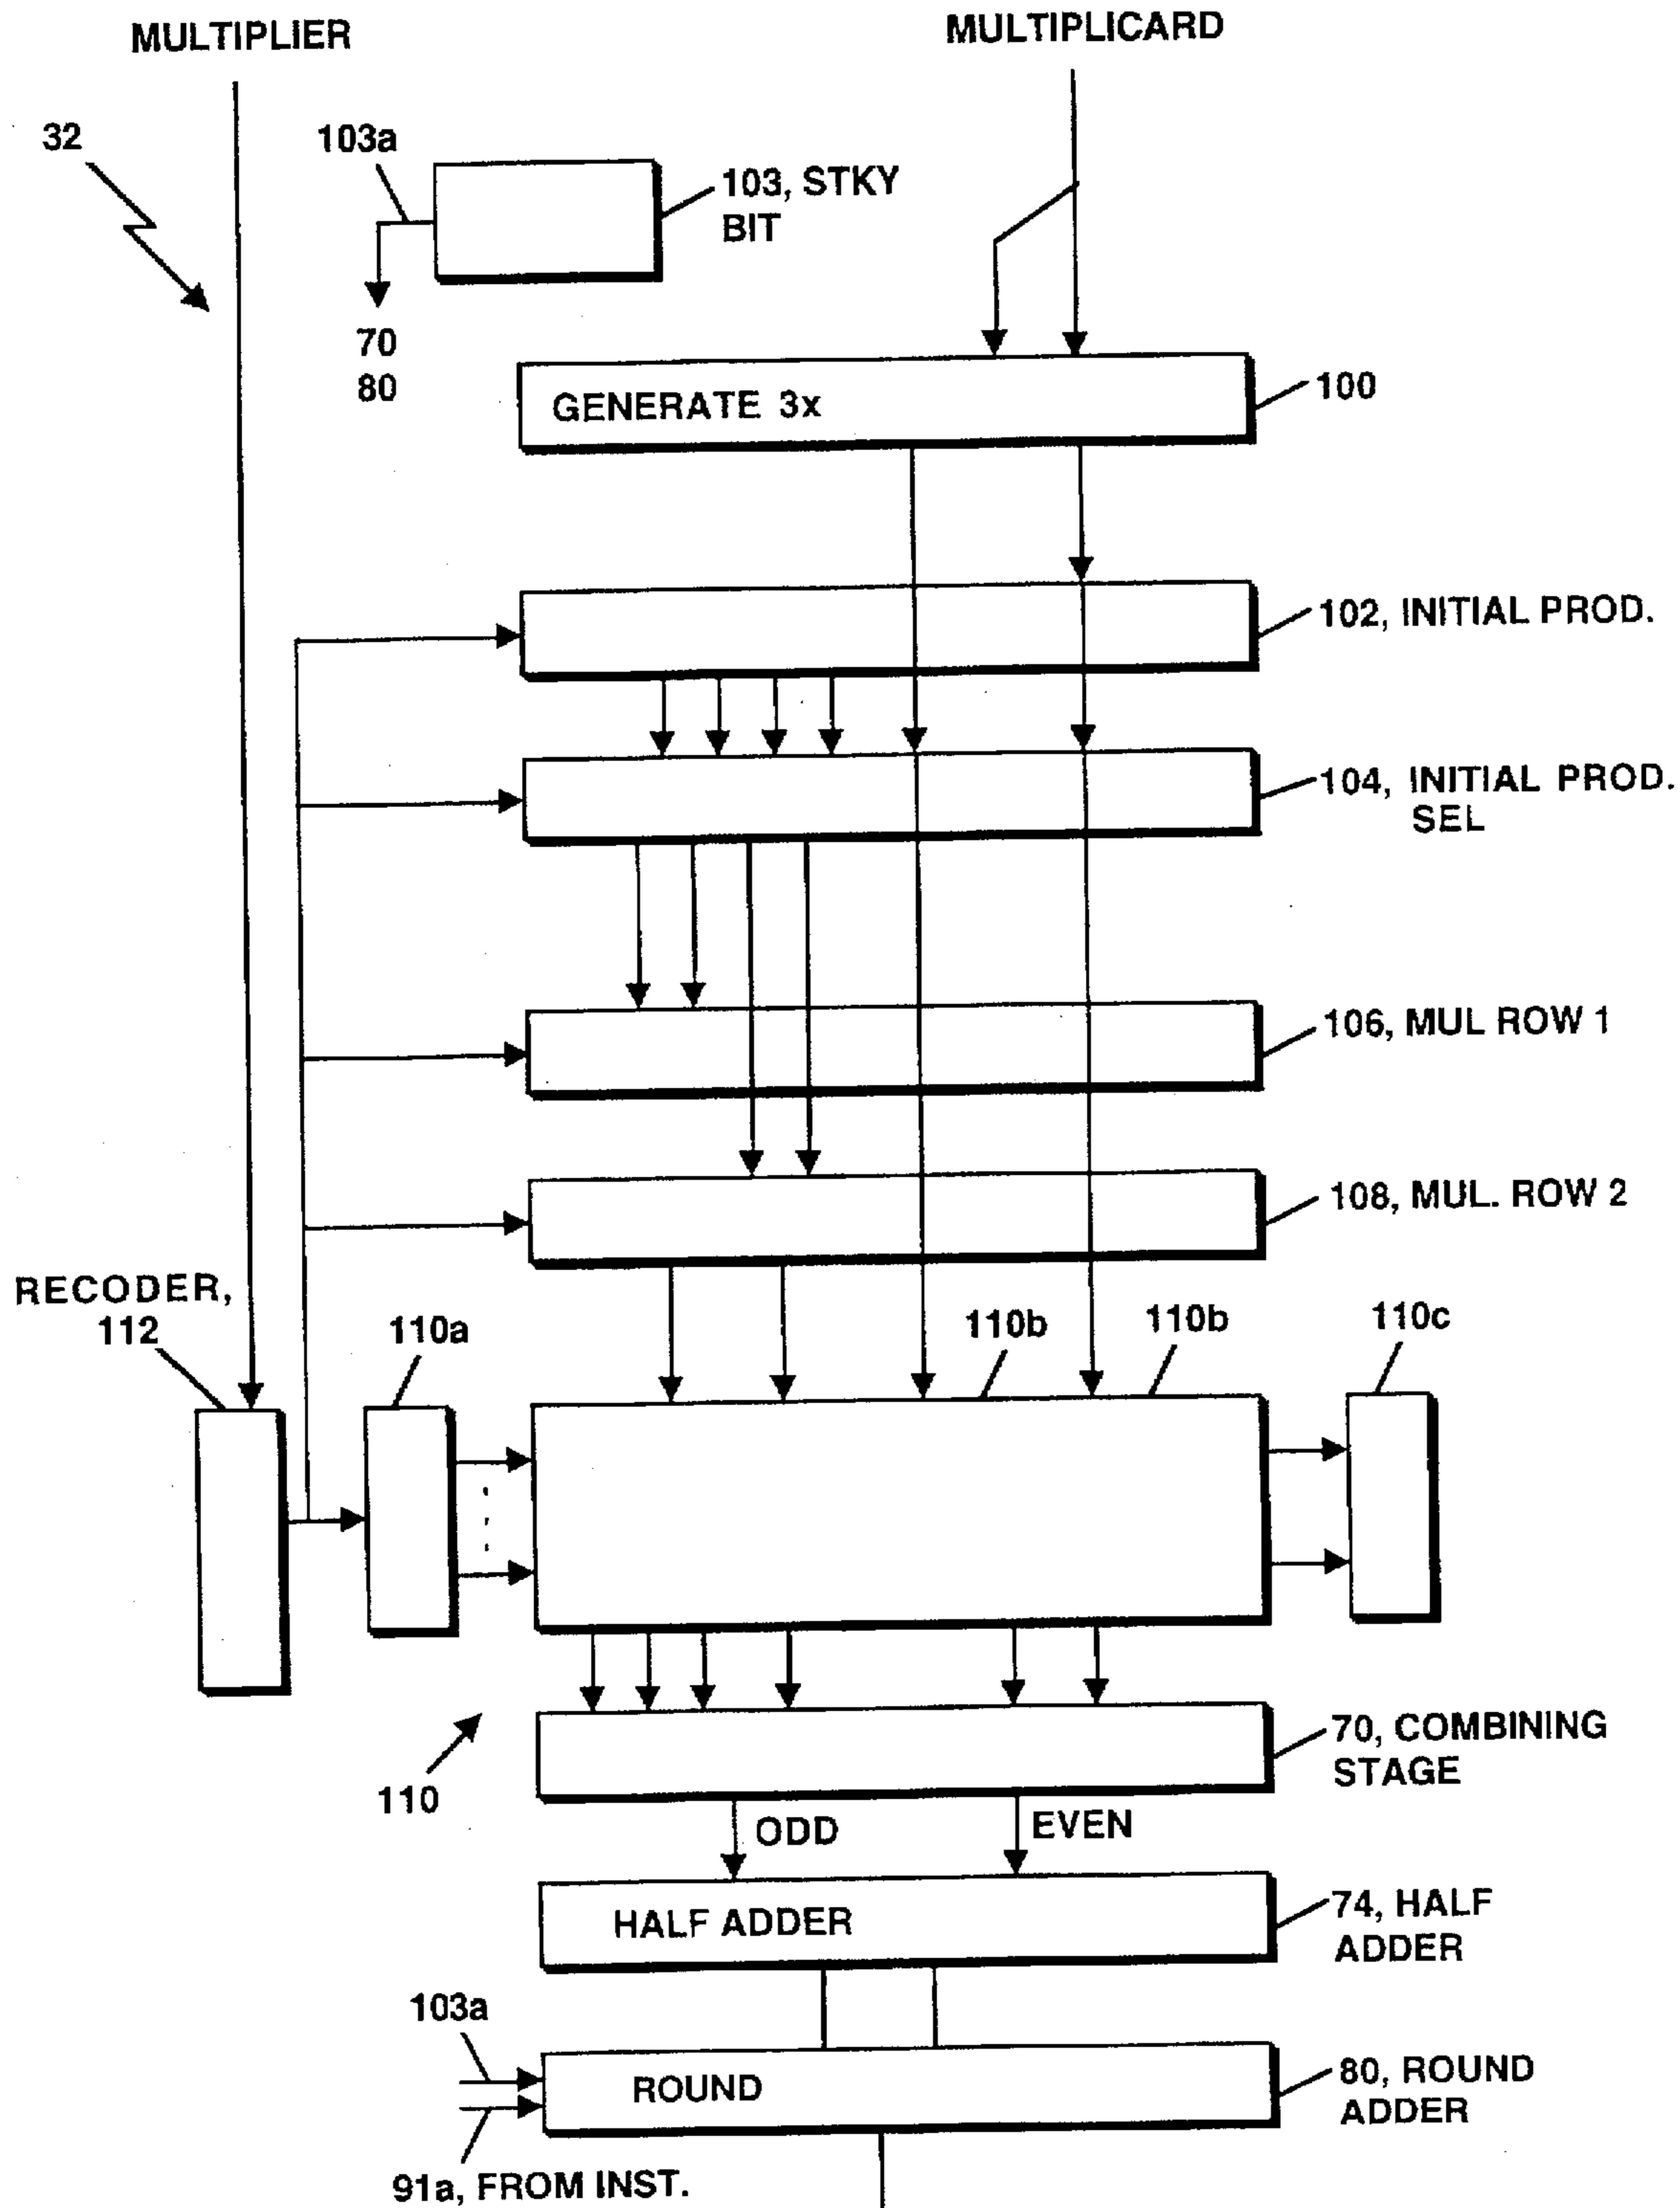 MULTIPLIER
MULTIPLICARD
32
103a
103, STKY
BIT
70
80
GENERATE 3x
100
102, INITIAL PROD.
104, INITIAL PROD.
SEL
106, MUL ROW 1
108, MUL. ROW 2
RECODER,
112
110a
110b
110b
110c
110
70, COMBINING
STAGE
ODD
EVEN
HALF ADDER
74, HALF
ADDER
103a
ROUND
80, ROUND
ADDER
91a, FROM INST.